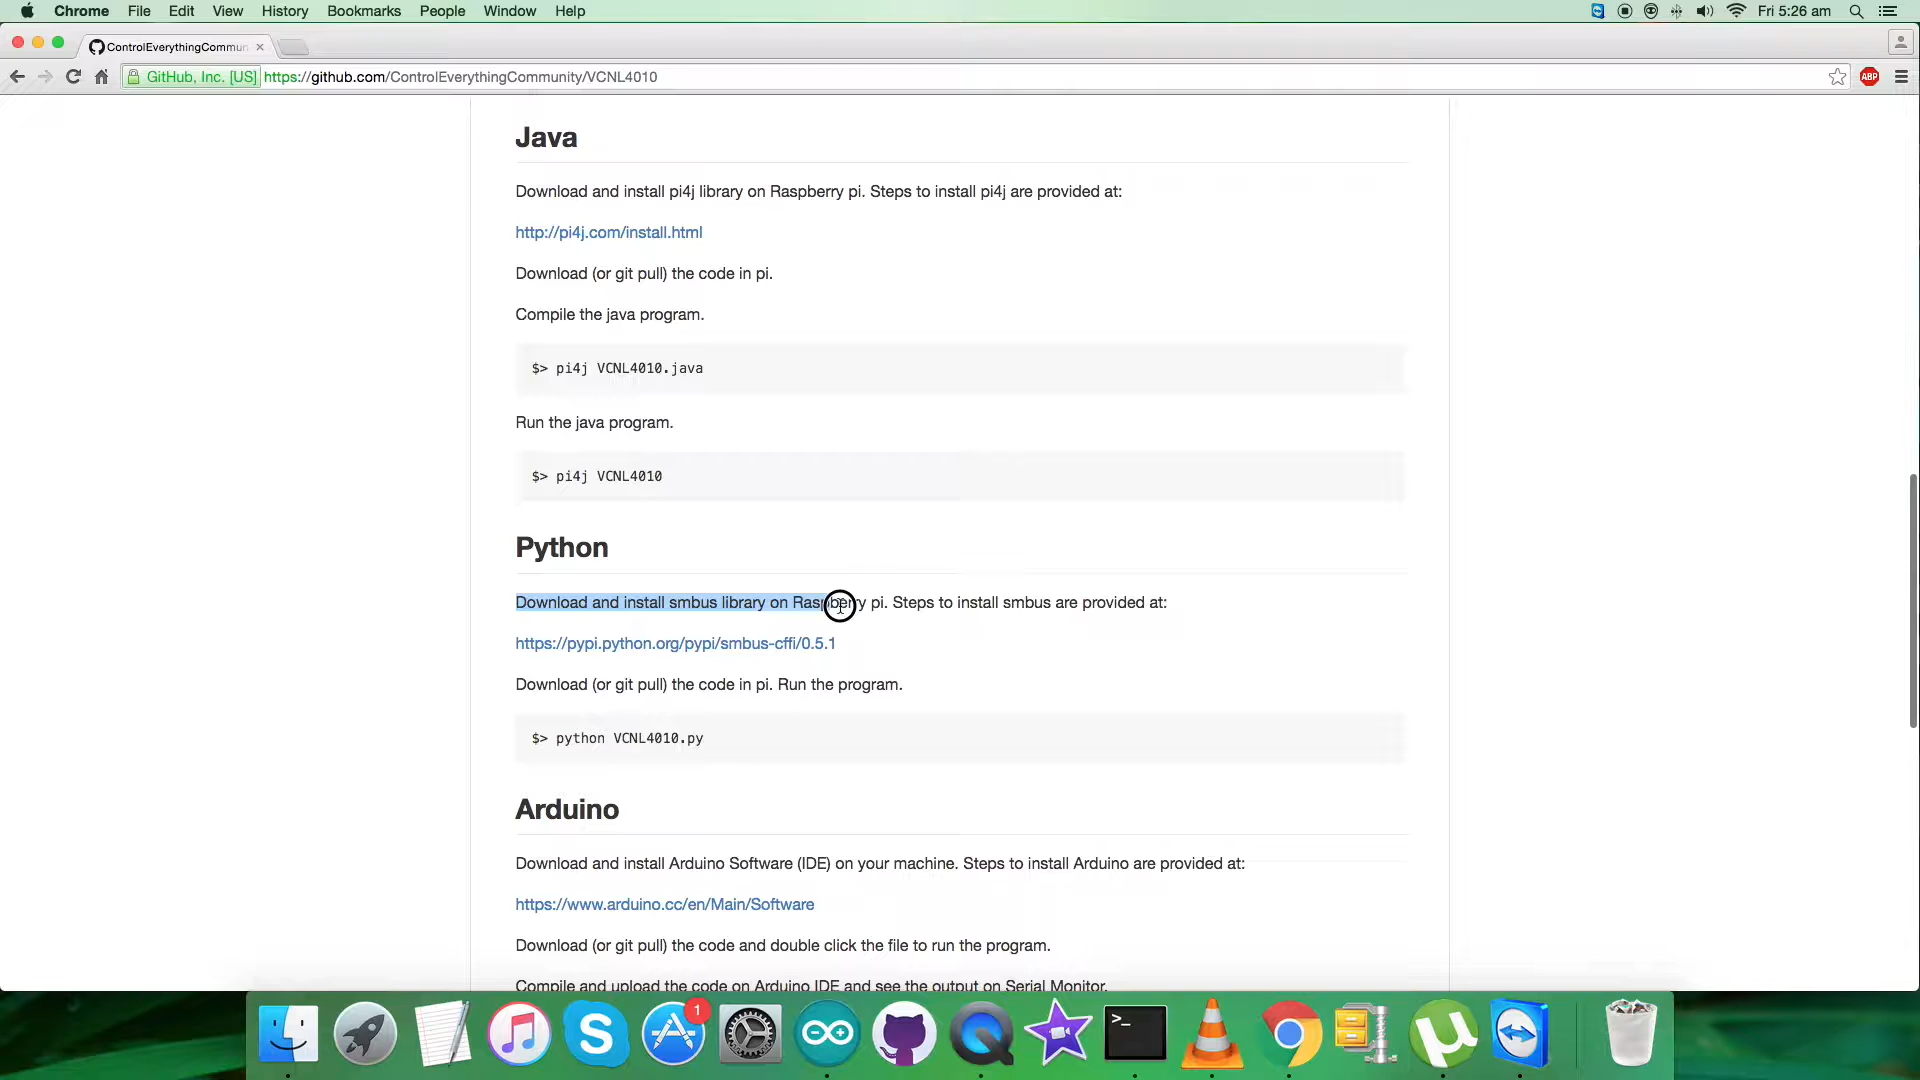 Chrome File Edit View History Bookmarks People Window Help Fri 5:26 am
ControlEverythingCommun
GitHub, Inc. [US] https://github.com/ControlEverythingCommunity/VCNL4010
ABP
Java
Download and install pi4j library on Raspberry pi. Steps to install pi4j are provided at:
http://pi4j.com/install.html
Download (or git pull) the code in pi.
Compile the java program.
$> pi4j VCNL4010.java
Run the java program.
$> pi4j VCNL4010
Python
Download and install smbus library on Raspberry pi. Steps to install smbus are provided at:
https://pypi.python.org/pypi/smbus-cffi/0.5.1
Download (or git pull) the code in pi. Run the program.
$> python VCNL4010.py
Arduino
Download and install Arduino Software (IDE) on your machine. Steps to install Arduino are provided at:
https://www.arduino.cc/en/Main/Software
Download (or git pull) the code and double click the file to run the program.
Compile and upload the code on Arduino IDE and see the output on Serial Monitor.
1
>_